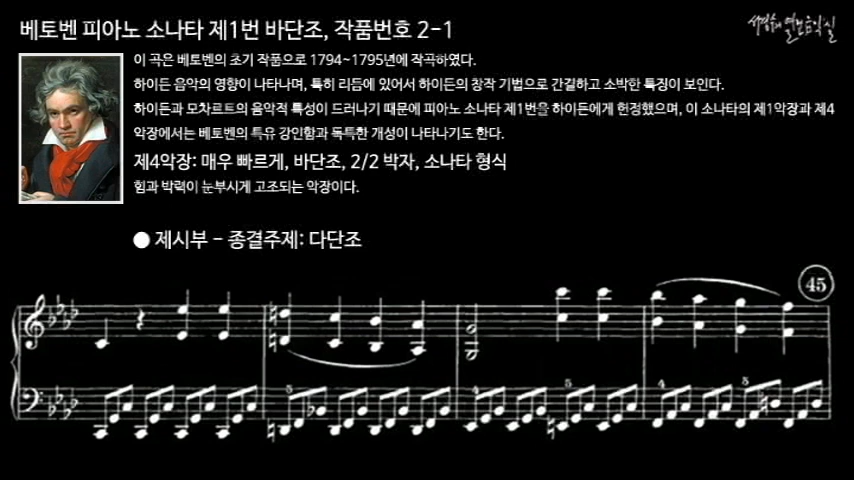 베토벤 피아노 소나타 제1번 바단조, 작품번호 2-1
이 곡은 베토벤의 초기 작품으로 1794~1795년에 작곡하였다.
하이든 음악의 영향이 나타나며, 특히 리듬에 있어서 하이든의 창작 기법으로 간결하고 소박한 특징이 보인다.
하이든과 모차르트의 음악적 특성이 드러나기 때문에 피아노 소나타 제1번을 하이든에게 헌정했으며, 이 소나타의 제1악장과 제4
악장에서는 베토벤의 특유 강인함과 독특한 개성이 나타나기도 한다.
제4악장: 매우 빠르게, 바단조, 2/2 박자, 소나타 형식
힘과 박력이 눈부시게 고조되는 악장이다.
● 제시부 - 종결주제: 다단조
45
5 4 5 4 5